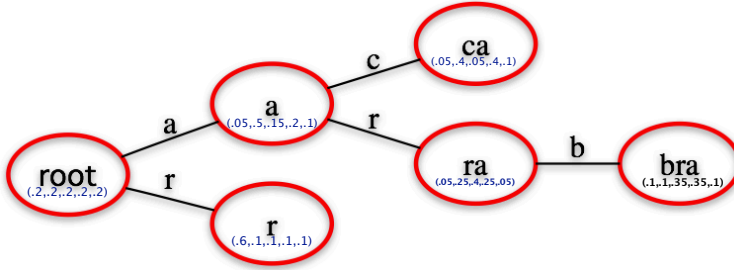 c
ca
(.05,.4,.05,.4,.1)
a
a
(.05,.5,.15,.2,.1)
r
root
(.2,.2,.2,.2,.2)
r
ra
(.05,.25,.4,.25,.05)
b
bra
(.1,.1,.35,.35,.1)
r
(.6,.1,.1,.1,.1)